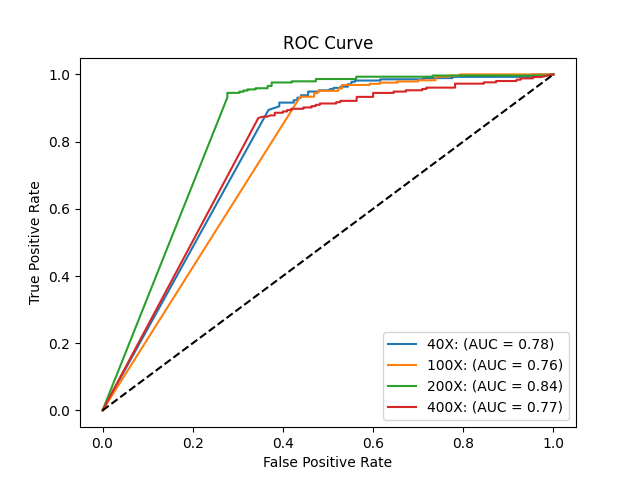 ROC Curve
True Positive Rate
1.0
0.8
0.6
0.4
0.2
0.0
40X: (AUC = 0.78)
100X: (AUC = 0.76)
200X: (AUC = 0.84)
400X: (AUC = 0.77)
0.0 0.2 0.4 0.6 0.8 1.0
False Positive Rate